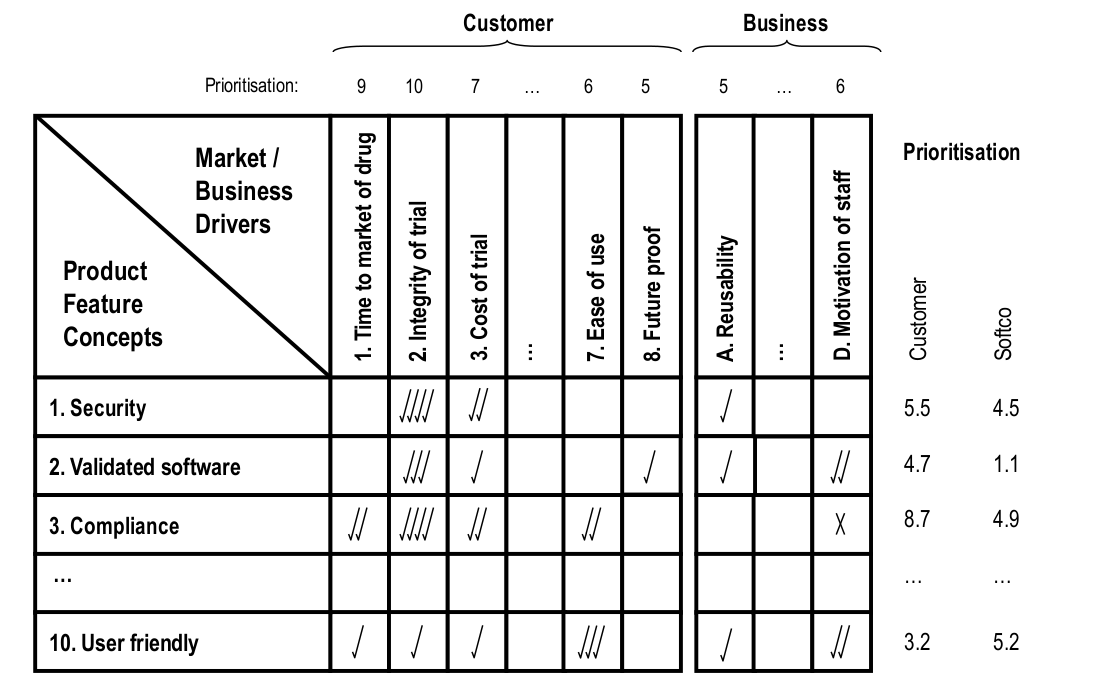 Customer Business
Prioritisation: 9 10 7 ... 6 5 5 ... 6
Market /
Business
Drivers
Product
Feature
Concepts
1. Time to market of drug
2. Integrity of trial
3. Cost of trial
...
7. Ease of use
8. Future proof
A. Reusability
...
D. Motivation of staff
Prioritisation
Customer
Softco
1. Security ✓✓✓✓ ✓✓ ✓ 5.5 4.5
2. Validated software ✓✓✓ ✓ ✓ ✓ ✓✓ 4.7 1.1
3. Compliance ✓✓ ✓✓✓✓ ✓✓ ✓✓ X 8.7 4.9
... ... ...
10. User friendly ✓ ✓ ✓ ✓✓✓ ✓ ✓✓ 3.2 5.2